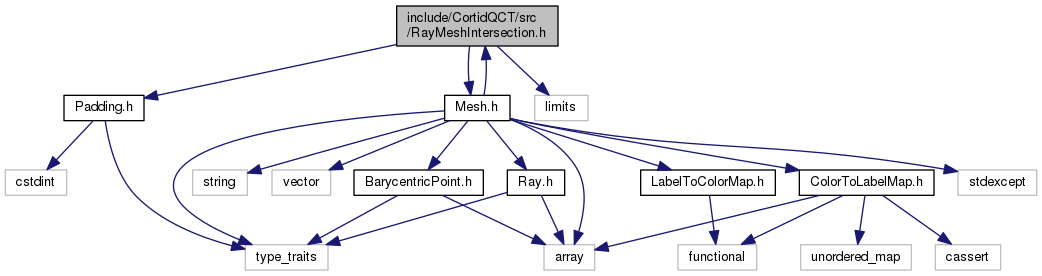 include/CortidQCT/src
/RayMeshIntersection.h
Padding.h
Mesh.h
limits
cstdint
string
vector
BarycentricPoint.h
Ray.h
LabelToColorMap.h
ColorToLabelMap.h
stdexcept
type_traits
array
functional
unordered_map
cassert